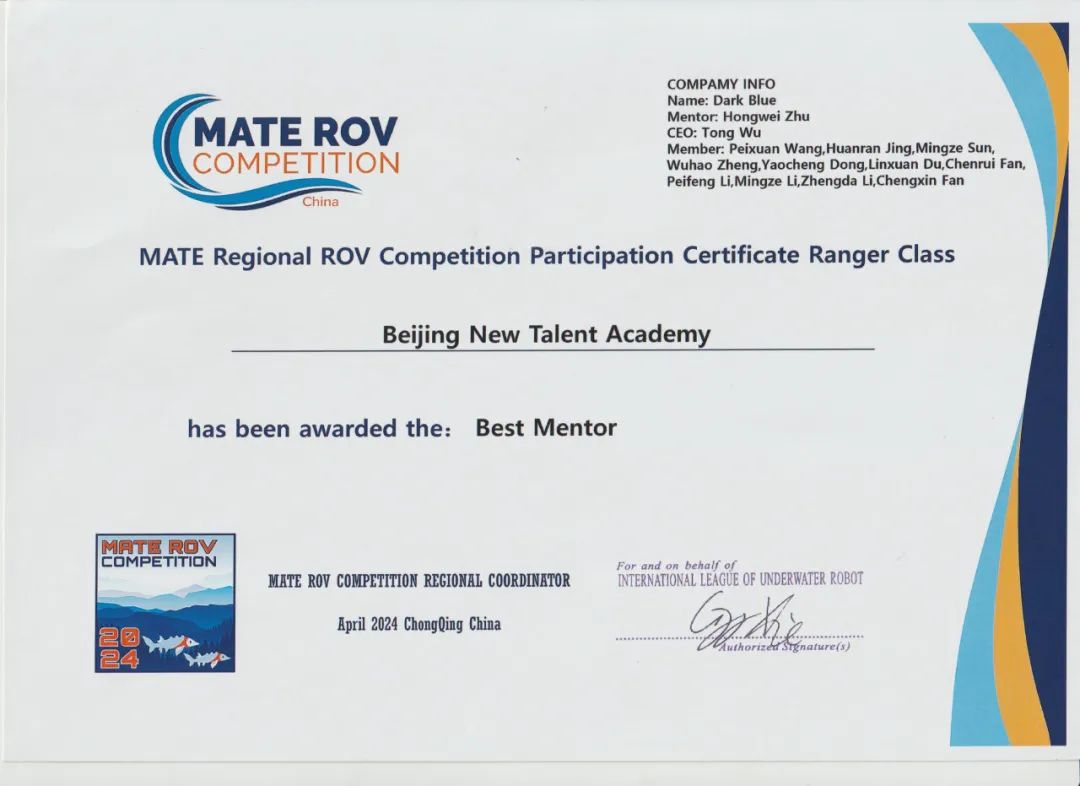 MATE ROV
COMPETITION
China
COMPAMY INFO
Name: Dark Blue
Mentor: Hongwei Zhu
CEO: Tong Wu
Member: Peixuan Wang,Huanran Jing,Mingze Sun,
Wuhao Zheng,Yaocheng Dong,Linxuan Du,Chenrui Fan,
Peifeng Li,Mingze Li,Zhengda Li,Chengxin Fan
MATE Regional ROV Competition Participation Certificate Ranger Class
Beijing New Talent Academy
has been awarded the: Best Mentor
MATE ROV
COMPETITION
20
24
MATE ROV COMPETITION REGIONAL COORDINATOR
April 2024 ChongQing China
For and on behalf of
INTERNATIONAL LEAGUE OF UNDERWATER ROBOT
Authorized Signature(s)